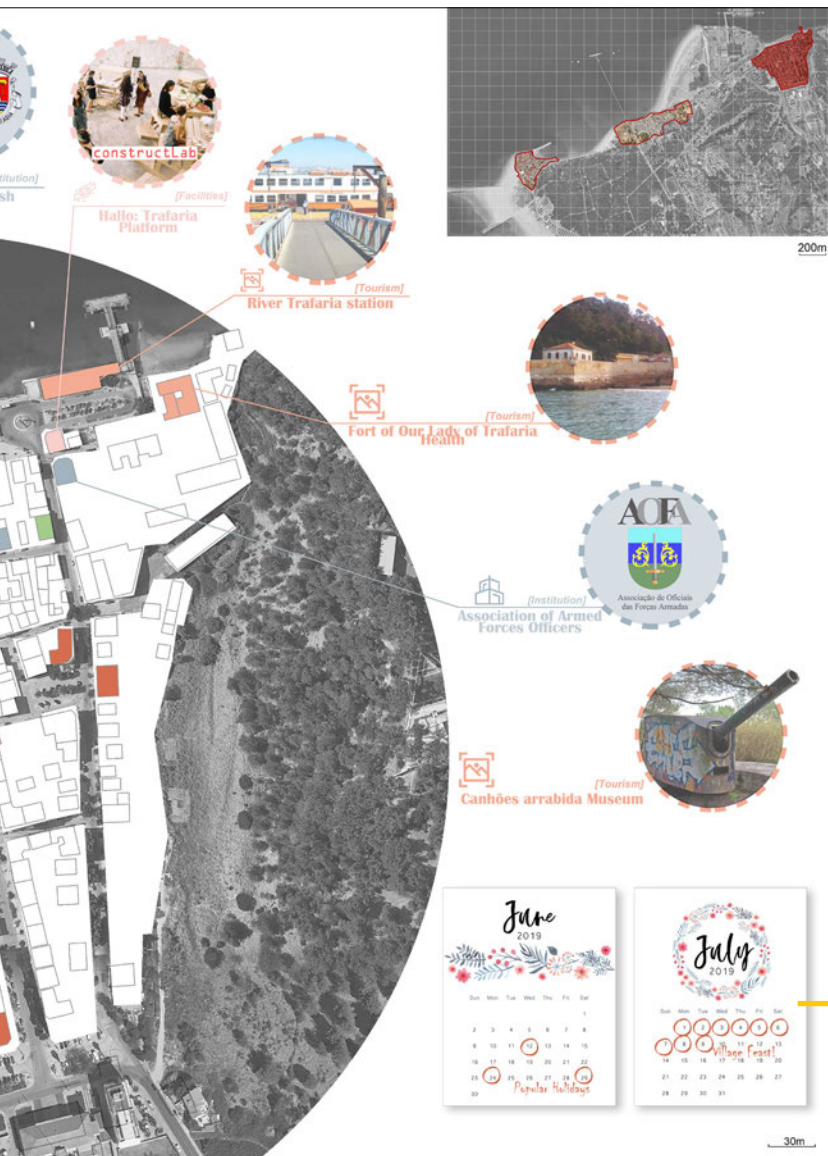 constructLab
titution]
sh
[Facilities]
Hallo: Trafaria
Platform
200m
[Tourism]
River Trafaria station
[Tourism]
Fort of Our Lady of Trafaria
Health
AOFA
Associação de Oficiais
das Forças Armadas
[Institution]
Association of Armed
Forces Officers
[Tourism]
Canhões arrabida Museum
June
2019
Sun Mon Tue Wed Thu Fri Sat
1
2 3 4 5 6 7 8
9 10 11 12 13 14 15
16 17 18 19 20 21 22
23 24 25 26 27 28 29
30
Popular Holidays
July
2019
Sun Mon Tue Wed Thu Fri Sat
1 2 3 4 5 6
7 8 9 10 11 12 13
Village Feast!
14 15 16 17 18 19 20
21 22 23 24 25 26 27
28 29 30 31
30m